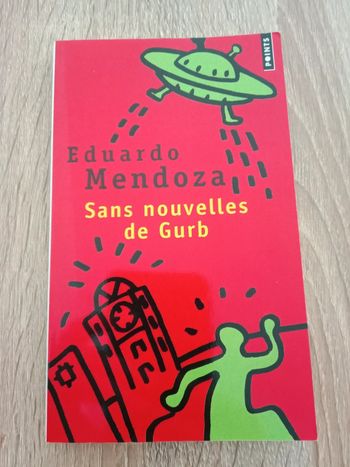 POINTS
Eduardo
Mendoza
Sans nouvelles
de Gurb